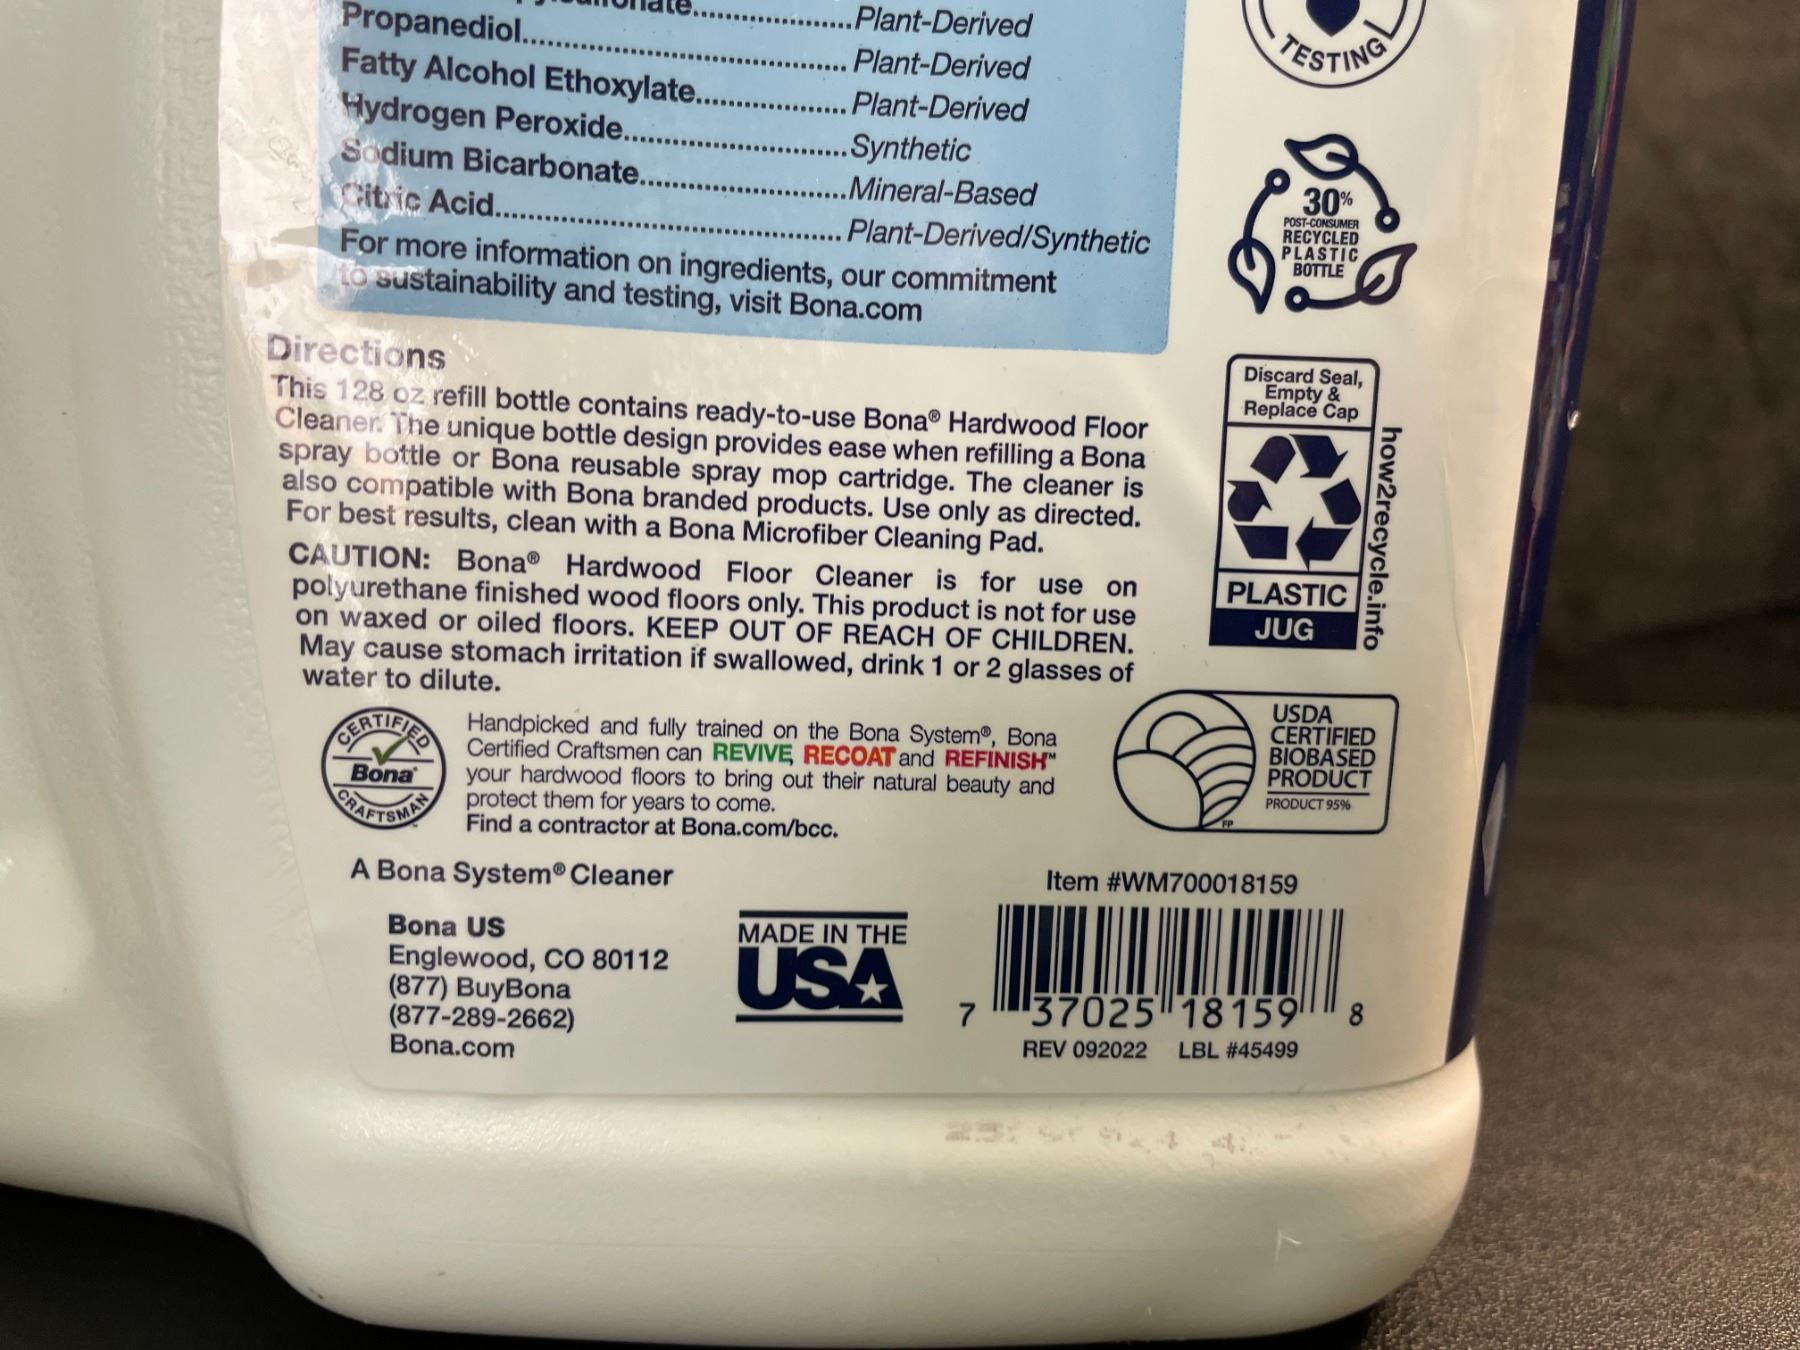 Plant-Derived
Propanediol..........Plant-Derived
Fatty Alcohol Ethoxylate..........Plant-Derived
Hydrogen Peroxide..........Synthetic
Sodium Bicarbonate..........Mineral-Based
Citric Acid..........Plant-Derived/Synthetic
For more information on ingredients, our commitment
to sustainability and testing, visit Bona.com
Directions
This 128 oz refill bottle contains ready-to-use Bona® Hardwood Floor
Cleaner. The unique bottle design provides ease when refilling a Bona
spray bottle or Bona reusable spray mop cartridge. The cleaner is
also compatible with Bona branded products. Use only as directed.
For best results, clean with a Bona Microfiber Cleaning Pad.
CAUTION: Bona® Hardwood Floor Cleaner is for use on
polyurethane finished wood floors only. This product is not for use
on waxed or oiled floors. KEEP OUT OF REACH OF CHILDREN.
May cause stomach irritation if swallowed, drink 1 or 2 glasses of
water to dilute.
CERTIFIED
Bona®
CRAFTSMAN
Handpicked and fully trained on the Bona System®, Bona
Certified Craftsmen can REVIVE, RECOAT and REFINISH™
your hardwood floors to bring out their natural beauty and
protect them for years to come.
Find a contractor at Bona.com/bcc.
A Bona System® Cleaner
Bona US
Englewood, CO 80112
(877) BuyBona
(877-289-2662)
Bona.com
MADE IN THE
USA
TESTING
30%
POST-CONSUMER
RECYCLED
PLASTIC
BOTTLE
Discard Seal,
Empty &
Replace Cap
PLASTIC
JUG
how2recycle.info
USDA
CERTIFIED
BIOBASED
PRODUCT
PRODUCT 95%
FP
Item #WM700018159
7 37025 18159 8
REV 092022 LBL #45499